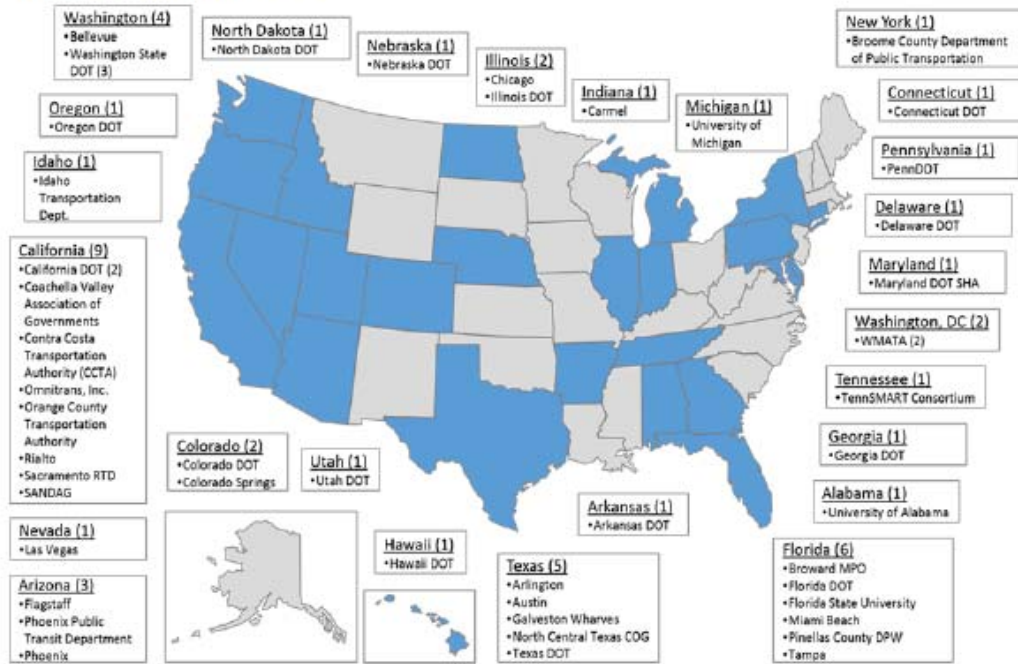 Washington (4)
•Bellevue
•Washington State
DOT (3)
North Dakota (1)
•North Dakota DOT
Nebraska (1)
•Nebraska DOT
Illinois (2)
•Chicago
•Illinois DOT
Indiana (1)
•Carmel
Michigan (1)
•University of
Michigan
New York (1)
•Broome County Department
of Public Transportation
Connecticut (1)
•Connecticut DOT
Pennsylvania (1)
•PennDOT
Delaware (1)
•Delaware DOT
Maryland (1)
•Maryland DOT SHA
Washington, DC (2)
•WMATA (2)
Tennessee (1)
•TennSMART Consortium
Georgia (1)
•Georgia DOT
Alabama (1)
•University of Alabama
Oregon (1)
•Oregon DOT
Idaho (1)
•Idaho
Transportation
Dept.
California (9)
•California DOT (2)
•Coachella Valley
Association of
Governments
•Contra Costa
Transportation
Authority (CCTA)
•Omnitrans, Inc.
•Orange County
Transportation
Authority
•Rialto
•Sacramento RTD
•SANDAG
Colorado (2)
•Colorado DOT
•Colorado Springs
Utah (1)
•Utah DOT
Arkansas (1)
•Arkansas DOT
Nevada (1)
•Las Vegas
Arizona (3)
•Flagstaff
•Phoenix Public
Transit Department
•Phoenix
Hawaii (1)
•Hawaii DOT
Texas (5)
•Arlington
•Austin
•Galveston Wharves
•North Central Texas COG
•Texas DOT
Florida (6)
•Broward MPO
•Florida DOT
•Florida State University
•Miami Beach
•Pinellas County DPW
•Tampa